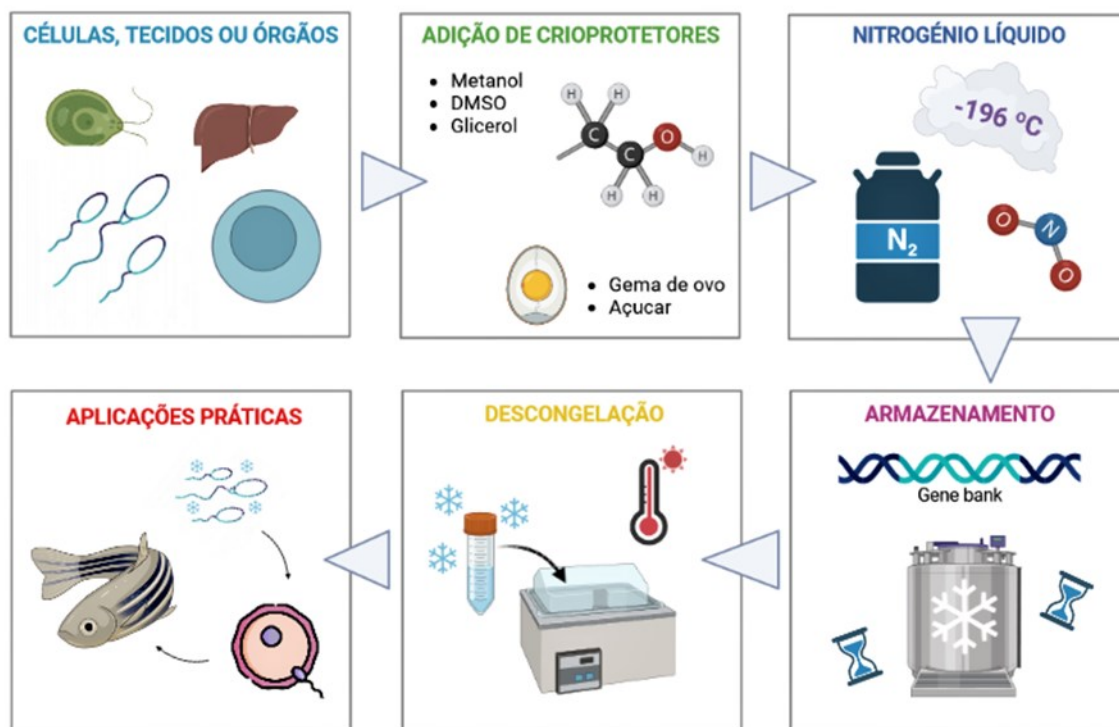 CÉLULAS, TECIDOS OU ÓRGÃOS
ADIÇÃO DE CRIOPROTETORES
• Metanol
• DMSO
• Glicerol
H
H
C
O
C
H
H
H
• Gema de ovo
• Açucar
NITROGÉNIO LÍQUIDO
-196 ºC
N₂
O
N
O
ARMAZENAMENTO
Gene bank
DESCONGELAÇÃO
APLICAÇÕES PRÁTICAS